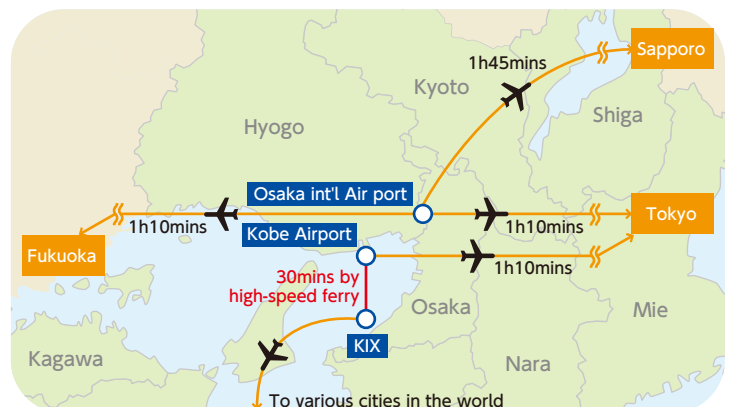 Sapporo
1h45mins
Kyoto
Shiga
Hyogo
Osaka int'l Air port
Tokyo
1h10mins
1h10mins
Kobe Airport
Fukuoka
1h10mins
30mins by
high-speed ferry
Osaka
Mie
KIX
Kagawa
Nara
To various cities in the world